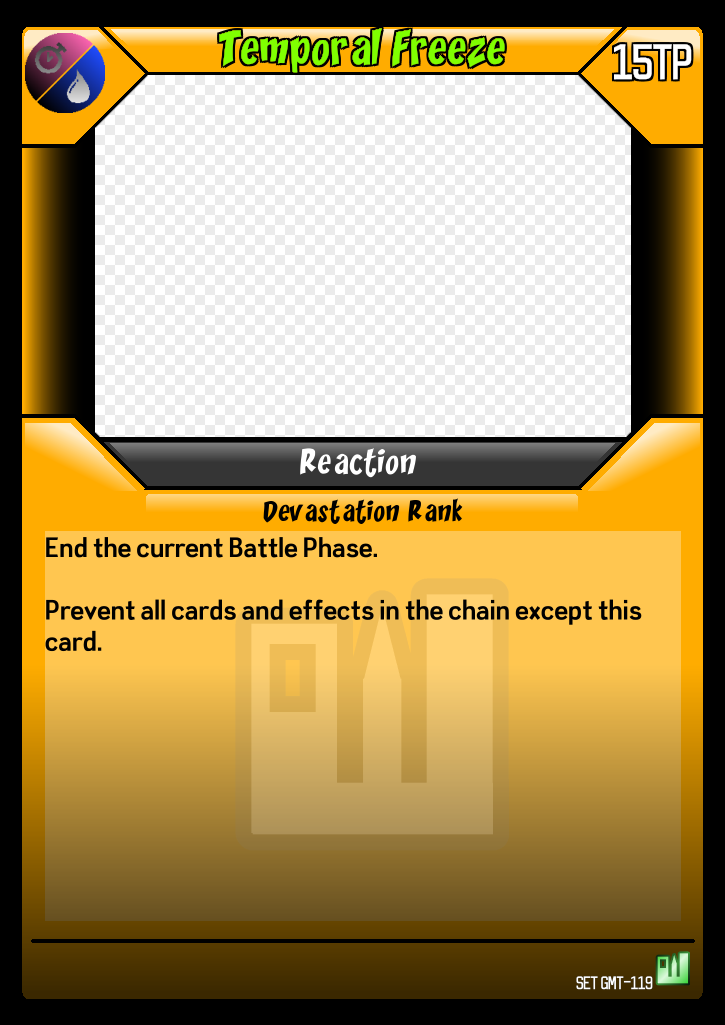 Temporal Freeze
15TP
Reaction
Devastation Rank
End the current Battle Phase.
Prevent all cards and effects in the chain except this
card.
SET GMT-119